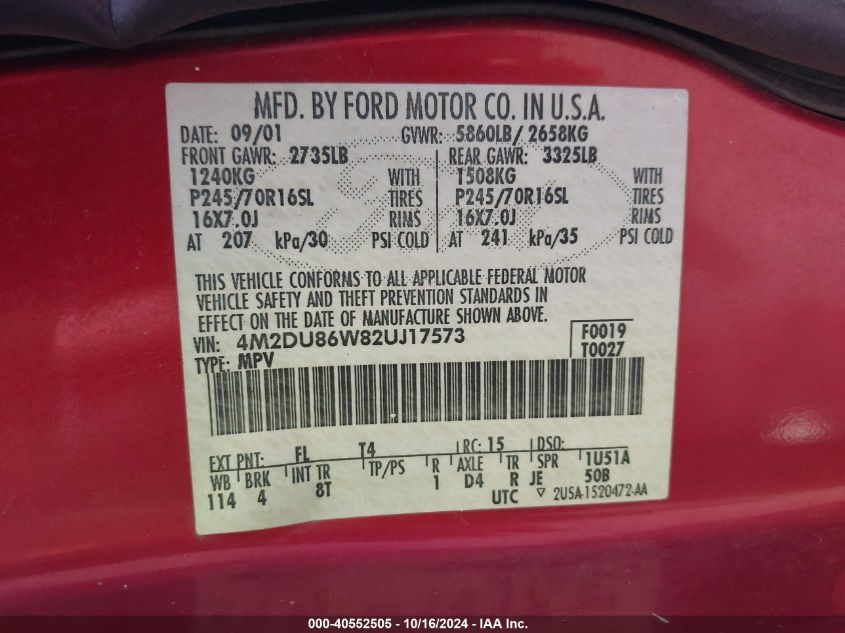 MFD. BY FORD MOTOR CO. IN U.S.A.
DATE: 09/01 GVWR: 5860LB/ 2658KG
FRONT GAWR: 2735LB REAR GAWR: 3325LB
1240KG WITH 1508KG WITH
P245/70R16SL TIRES P245/70R16SL TIRES
16X7.0J RIMS 16X7.0J RIMS
AT 207 kPa/30 PSI COLD AT 241 kPa/35 PSI COLD
THIS VEHICLE CONFORMS TO ALL APPLICABLE FEDERAL MOTOR
VEHICLE SAFETY AND THEFT PREVENTION STANDARDS IN
EFFECT ON THE DATE OF MANUFACTURE SHOWN ABOVE.
VIN: 4M2DU86W82UJ17573 F0019
TYPE: MPV T0027
EXT PNT: FL T4 RC: 15 DSO:
WB BRK INT TR TP/PS R AXLE TR SPR 1U51A
114 4 8T 1 D4 R JE 50B
UTC ▽ 2U5A-1520472-AA
000-40552505 - 10/16/2024 - IAA Inc.